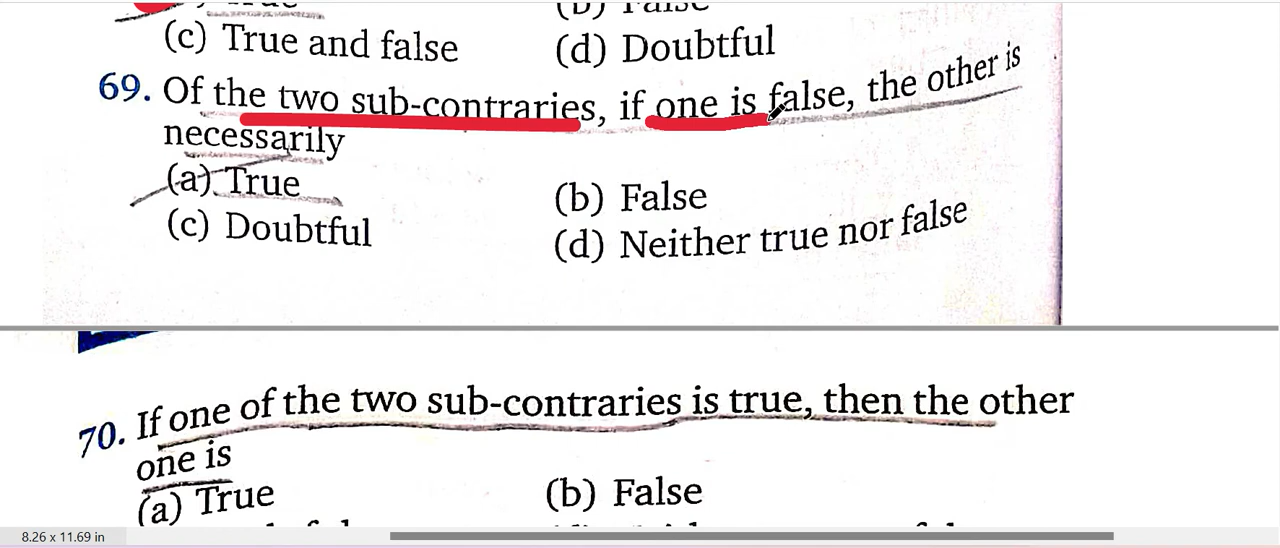 (c) True and false (d) Doubtful
69. Of the two sub-contraries, if one is false, the other is
necessarily
(a) True (b) False
(c) Doubtful (d) Neither true nor false
70. If one of the two sub-contraries is true, then the other
one is
(a) True (b) False
8.26 x 11.69 in